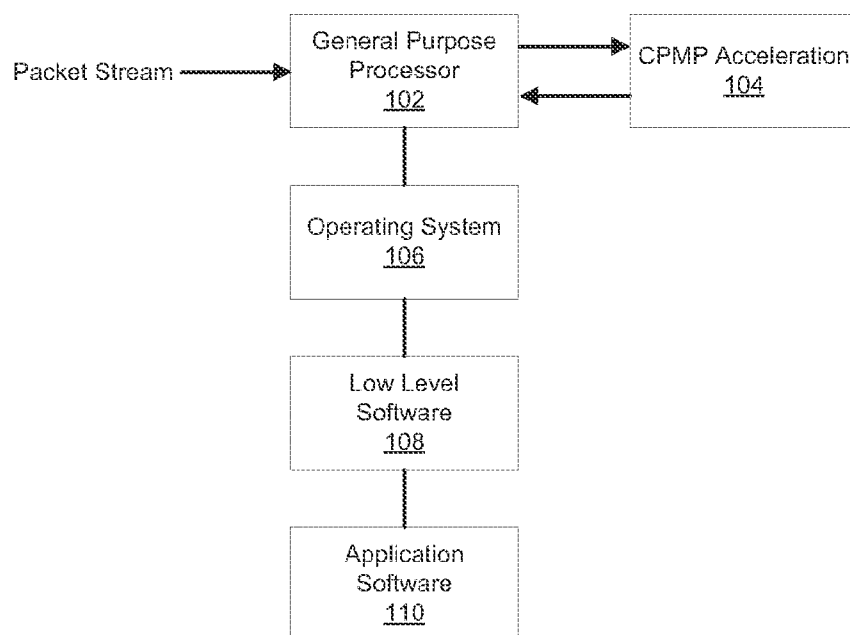 Packet Stream
General Purpose
Processor
102
CPMP Acceleration
104
Operating System
106
Low Level
Software
108
Application
Software
110